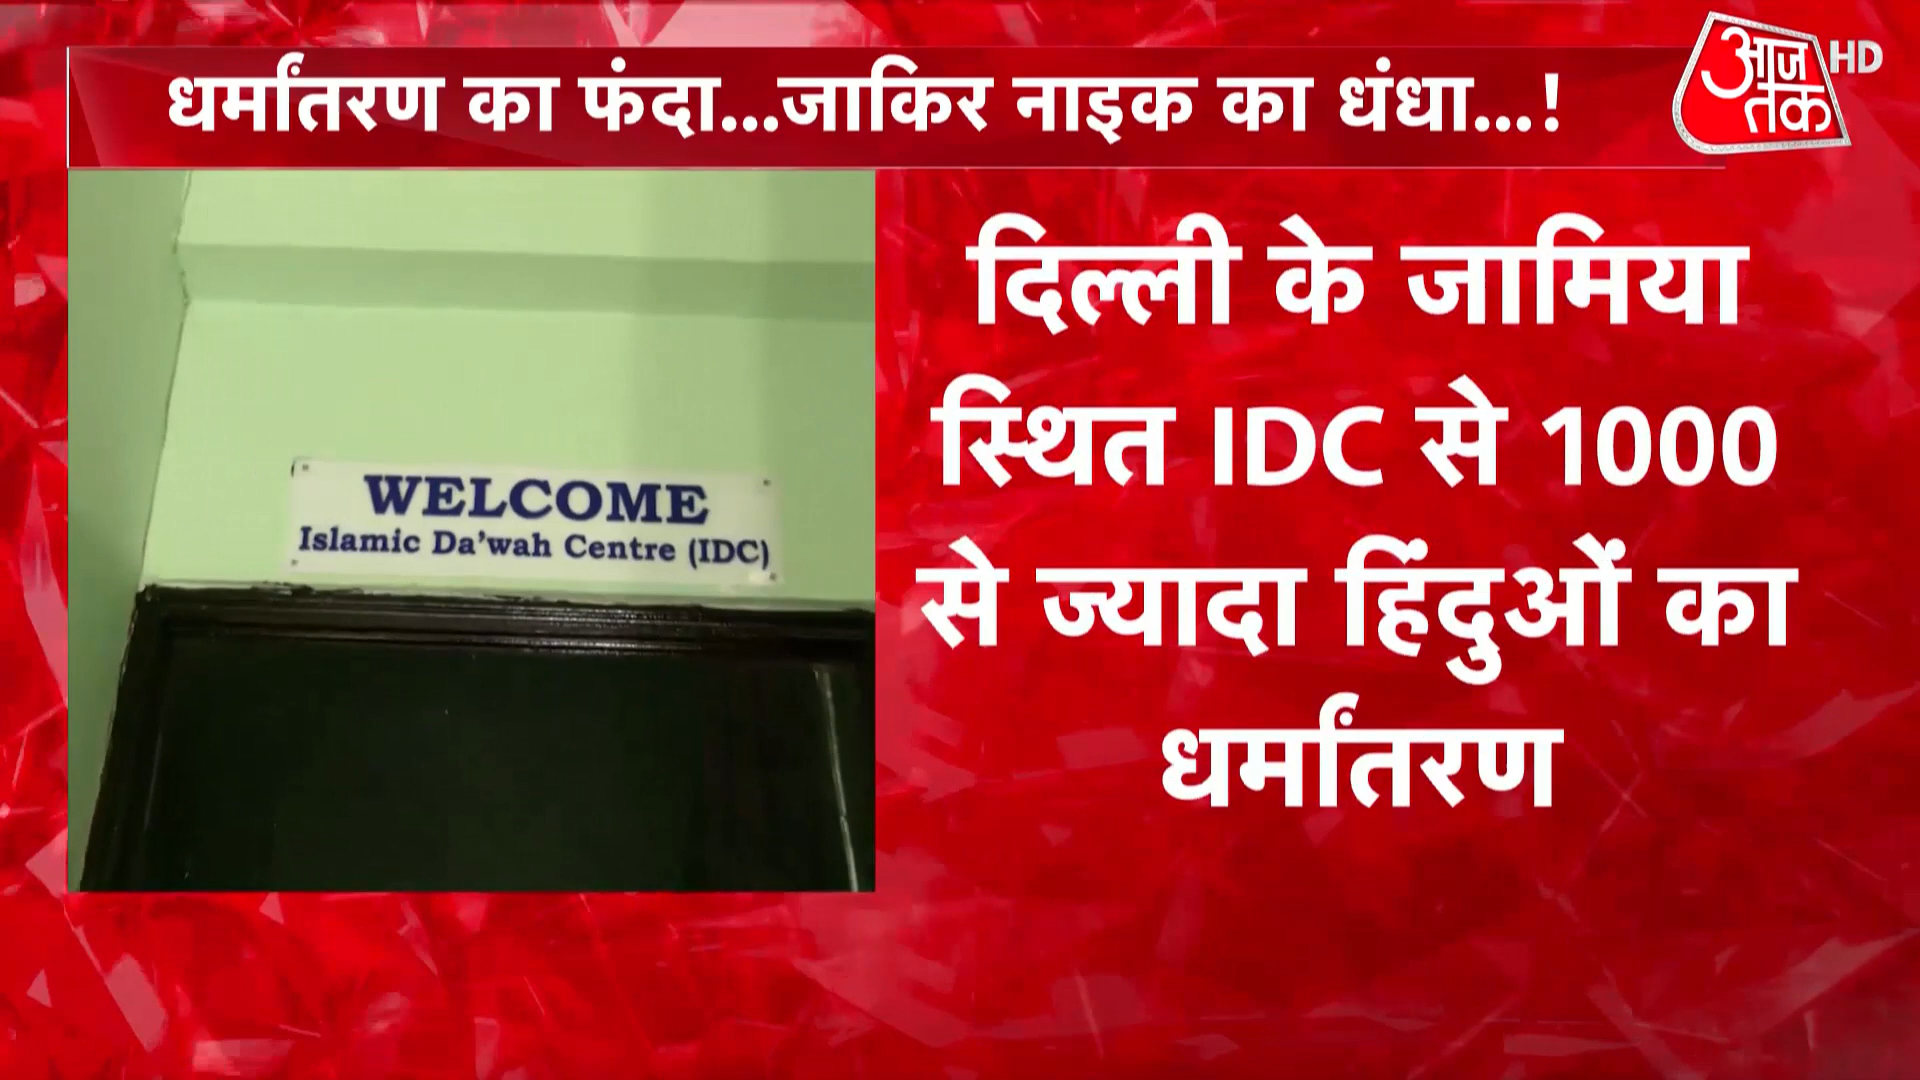 धर्मांतरण का फंदा...जाकिर नाइक का धंधा...!
आज तक HD
WELCOME
Islamic Da'wah Centre (IDC)
दिल्ली के जामिया
स्थित IDC से 1000
से ज्यादा हिंदुओं का
धर्मांतरण